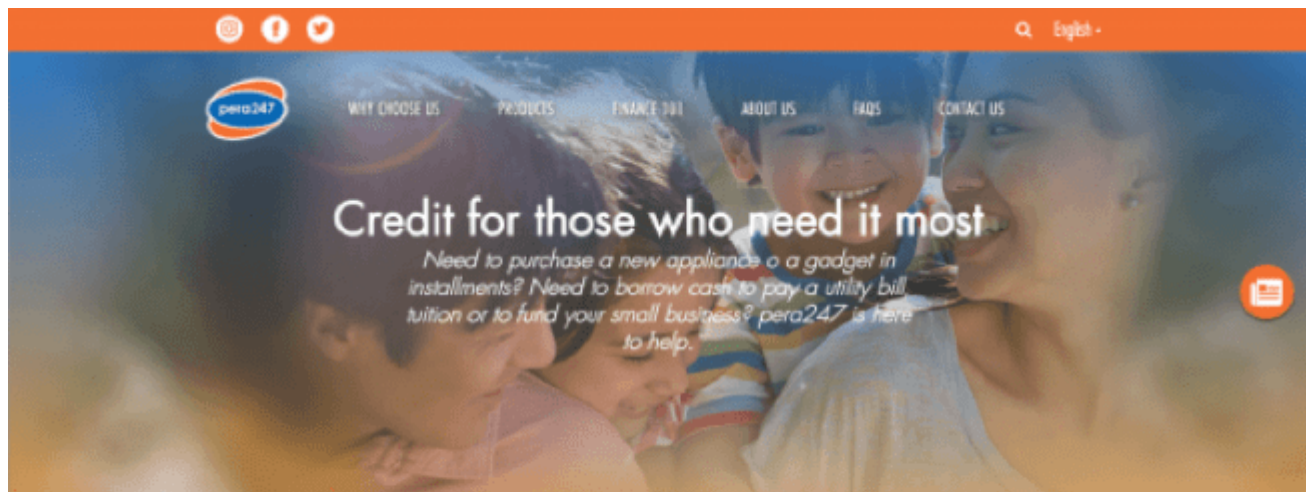 English
pera247
WHY CHOOSE US PRODUCTS FINANCE 101 ABOUT US FAQS CONTACT US
Credit for those who need it most
Need to purchase a new appliance o a gadget in
installments? Need to borrow cash to pay a utility bill,
tuition or to fund your small business? pera247 is here
to help.